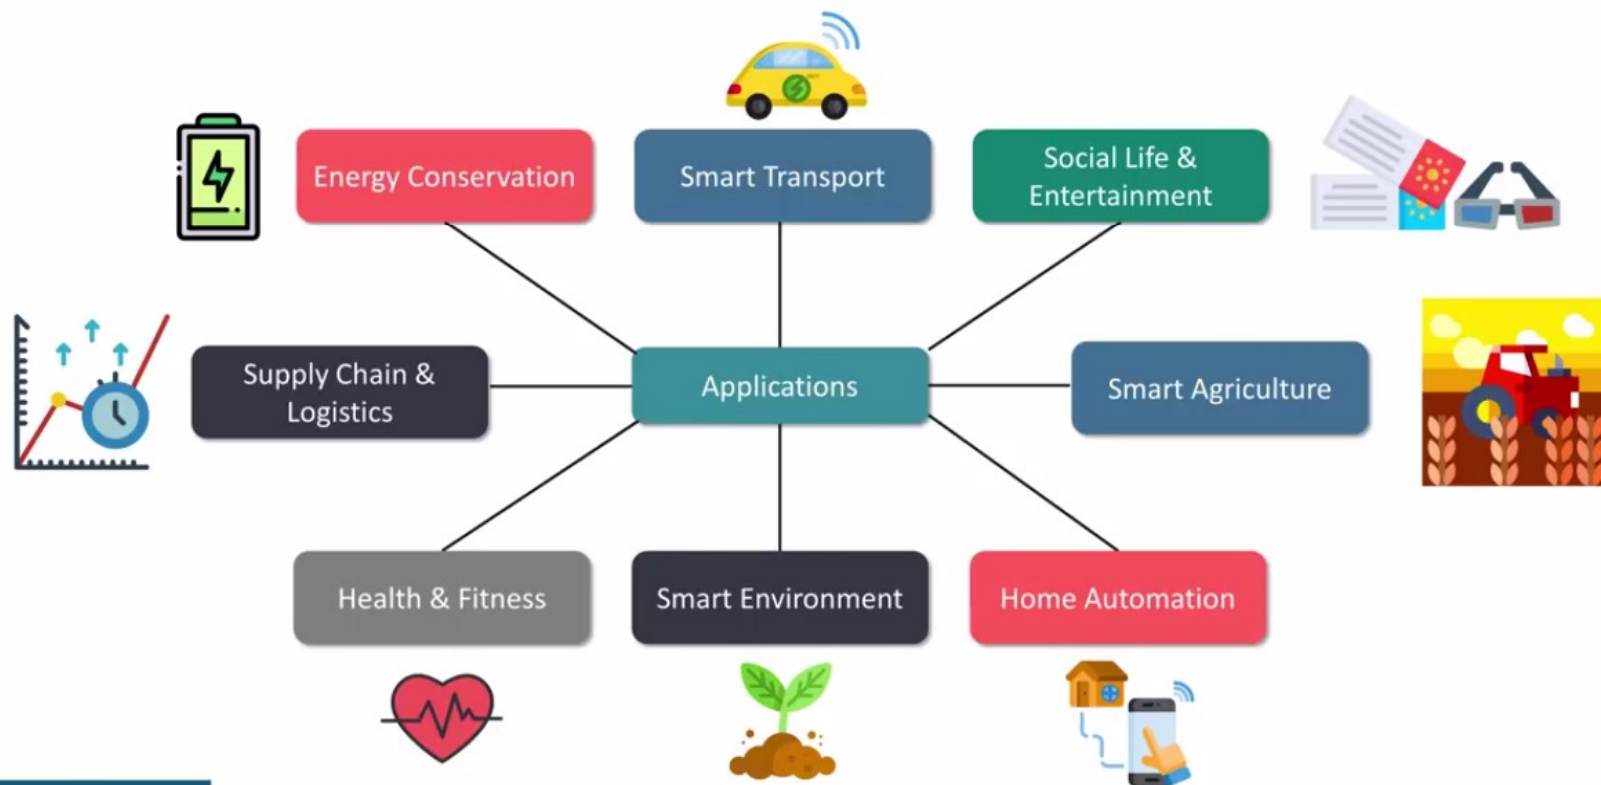 Energy Conservation
Smart Transport
Social Life &
Entertainment
Supply Chain &
Logistics
Applications
Smart Agriculture
Health & Fitness
Smart Environment
Home Automation